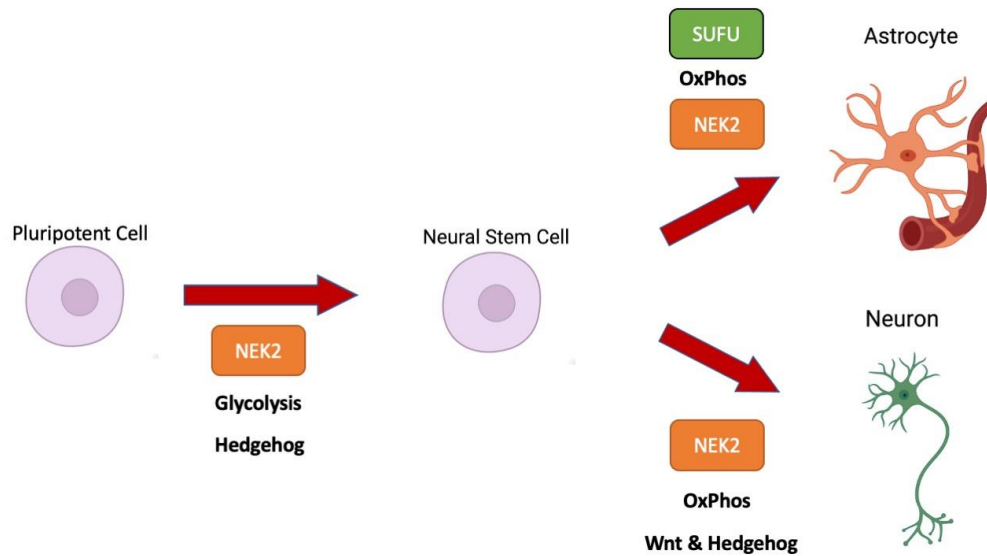 Pluripotent Cell
NEK2
Glycolysis
Hedgehog
Neural Stem Cell
SUFU
OxPhos
NEK2
Astrocyte
NEK2
OxPhos
Wnt & Hedgehog
Neuron